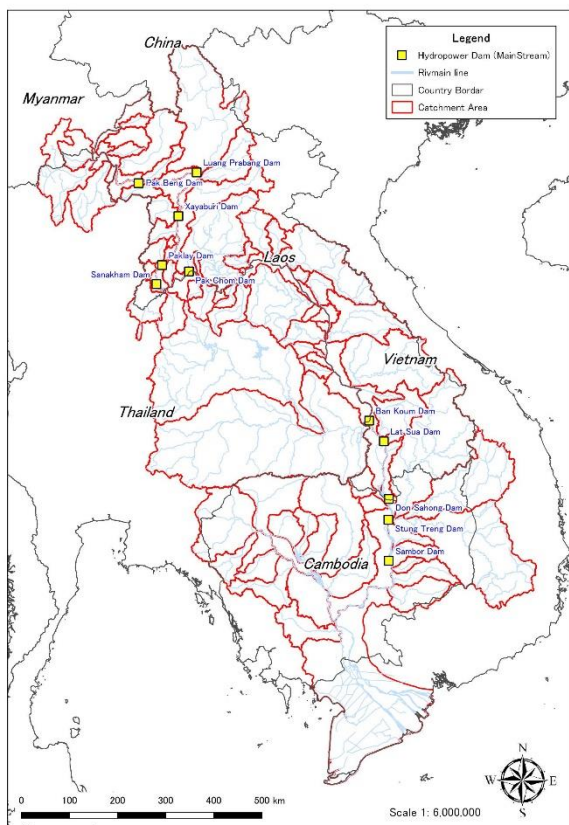 China
Legend
Hydropower Dam (MainStream)
Rivmain line
Country Bordar
Catchment Area
Myanmar
Luang Prabang Dam
Pak Beng Dam
Xayaburi Dam
Paklay Dam
Laos
Sanakham Dam
Pak Chom Dam
Vietnam
Thailand
Ban Koum Dam
Lat Sua Dam
Don Sahong Dam
Stung Treng Dam
Sambor Dam
Cambodia
N
W
E
S
0 100 200 300 400 500 km
Scale 1: 6,000,000